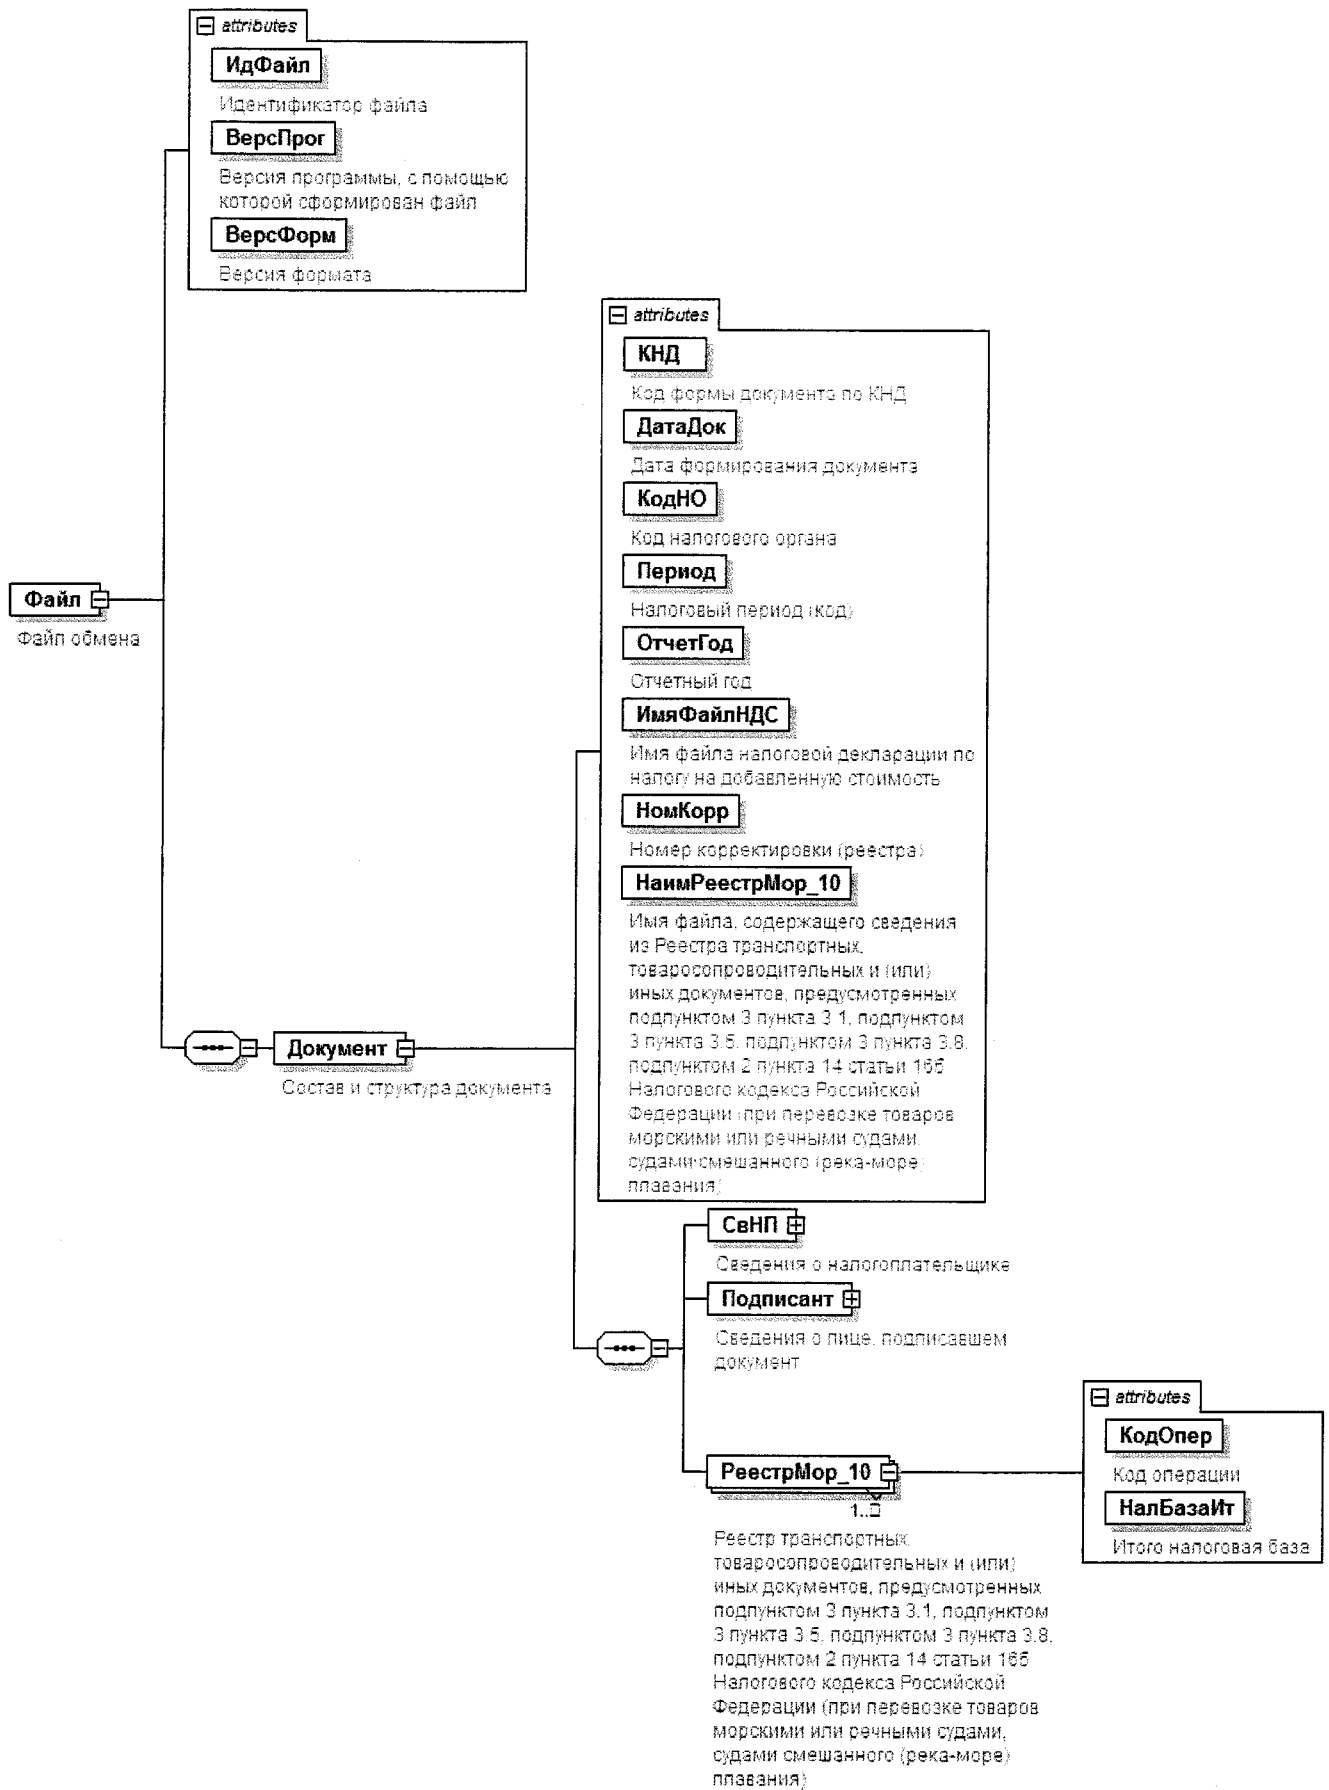 attributes
ИдФайл
Идентификатор файла
ВерсПрог
Версия программы, с помощью
которой сформирован файл
ВерсФорм
Версия формата
attributes
КНД
Код формы документа по КНД
ДатаДок
Дата формирования документа
КодНО
Код налогового органа
Период
Налоговый период (код)
ОтчетГод
Отчетный год
ИмяФайлНДС
Имя файла налоговой декларации по
налогу на добавленную стоимость
НомКорр
Номер корректировки (реестра)
НаимРеестрМор_10
Имя файла, содержащего сведения
из Реестра транспортных,
товаросопроводительных и (или)
иных документов, предусмотренных
подпунктом 3 пункта 3.1, подпунктом
3 пункта 3.5, подпунктом 3 пункта 3.8,
подпунктом 2 пункта 14 статьи 165
Налогового кодекса Российской
Федерации (при перевозке товаров
морскими или речными судами,
судами смешанного (река-море)
плавания)
Файл
Файл обмена
Документ
Состав и структура документа
СвНП
Сведения о налогоплательщике
Подписант
Сведения о лице, подписавшем
документ
attributes
КодОпер
Код операции
НалБазаИт
Итого налоговая база
РеестрМор_10
1..□
Реестр транспортных,
товаросопроводительных и (или)
иных документов, предусмотренных
подпунктом 3 пункта 3.1, подпунктом
3 пункта 3.5, подпунктом 3 пункта 3.8,
подпунктом 2 пункта 14 статьи 165
Налогового кодекса Российской
Федерации (при перевозке товаров
морскими или речными судами,
судами смешанного (река-море)
плавания)